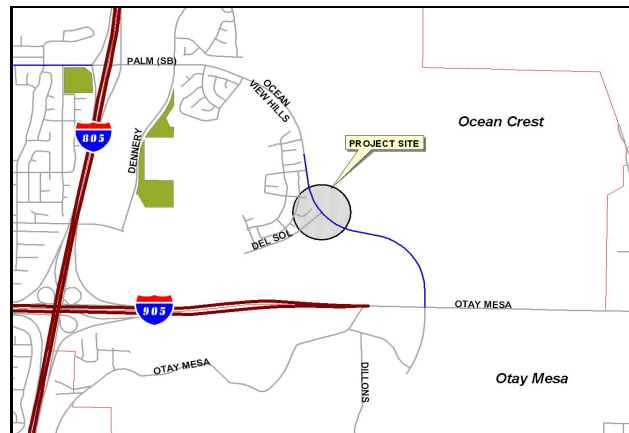 PALM (SB)
OCEAN
VIEW HILLS
Ocean Crest
805
DENNERY
PROJECT SITE
DEL SOL
905
OTAY MESA
OTAY MESA
DILLONS
Otay Mesa